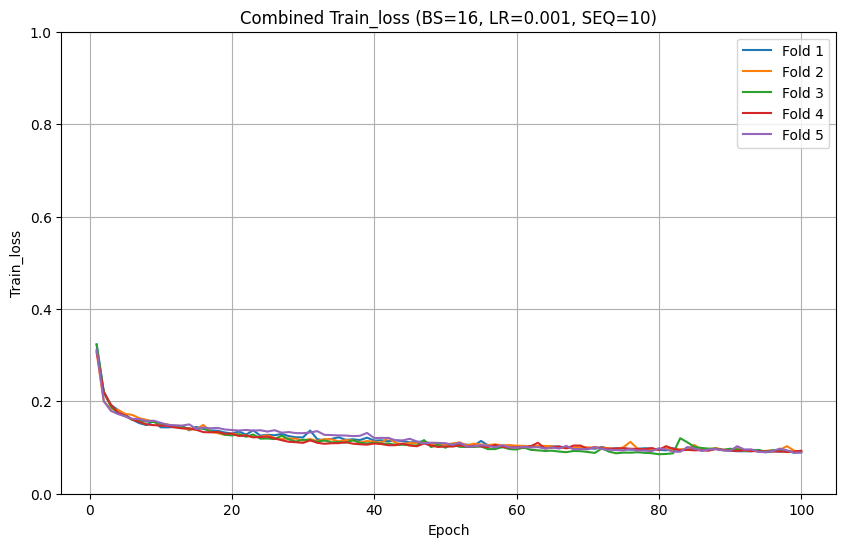 Combined Train_loss (BS=16, LR=0.001, SEQ=10)
1.0
0.8
0.6
0.4
0.2
0.0
Train_loss
Fold 1
Fold 2
Fold 3
Fold 4
Fold 5
0 20 40 60 80 100
Epoch